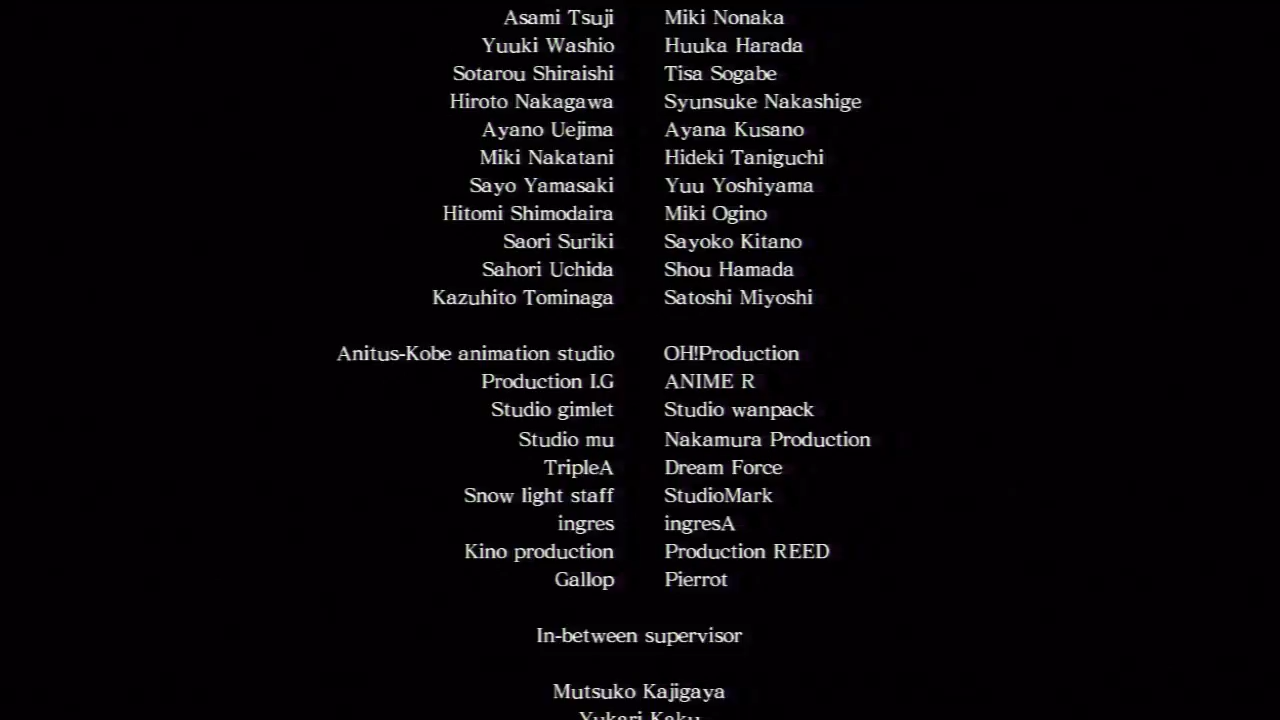 Asami Tsuji Miki Nonaka
Yuuki Washio Huuka Harada
Sotarou Shiraishi Tisa Sogabe
Hiroto Nakagawa Syunsuke Nakashige
Ayano Uejima Ayana Kusano
Miki Nakatani Hideki Taniguchi
Sayo Yamasaki Yuu Yoshiyama
Hitomi Shimodaira Miki Ogino
Saori Suriki Sayoko Kitano
Sahori Uchida Shou Hamada
Kazuhito Tominaga Satoshi Miyoshi
Anitus-Kobe animation studio OH!Production
Production I.G ANIME R
Studio gimlet Studio wanpack
Studio mu Nakamura Production
TripleA Dream Force
Snow light staff StudioMark
ingres ingresA
Kino production Production REED
Gallop Pierrot
In-between supervisor
Mutsuko Kajigaya
Yukari Kaku